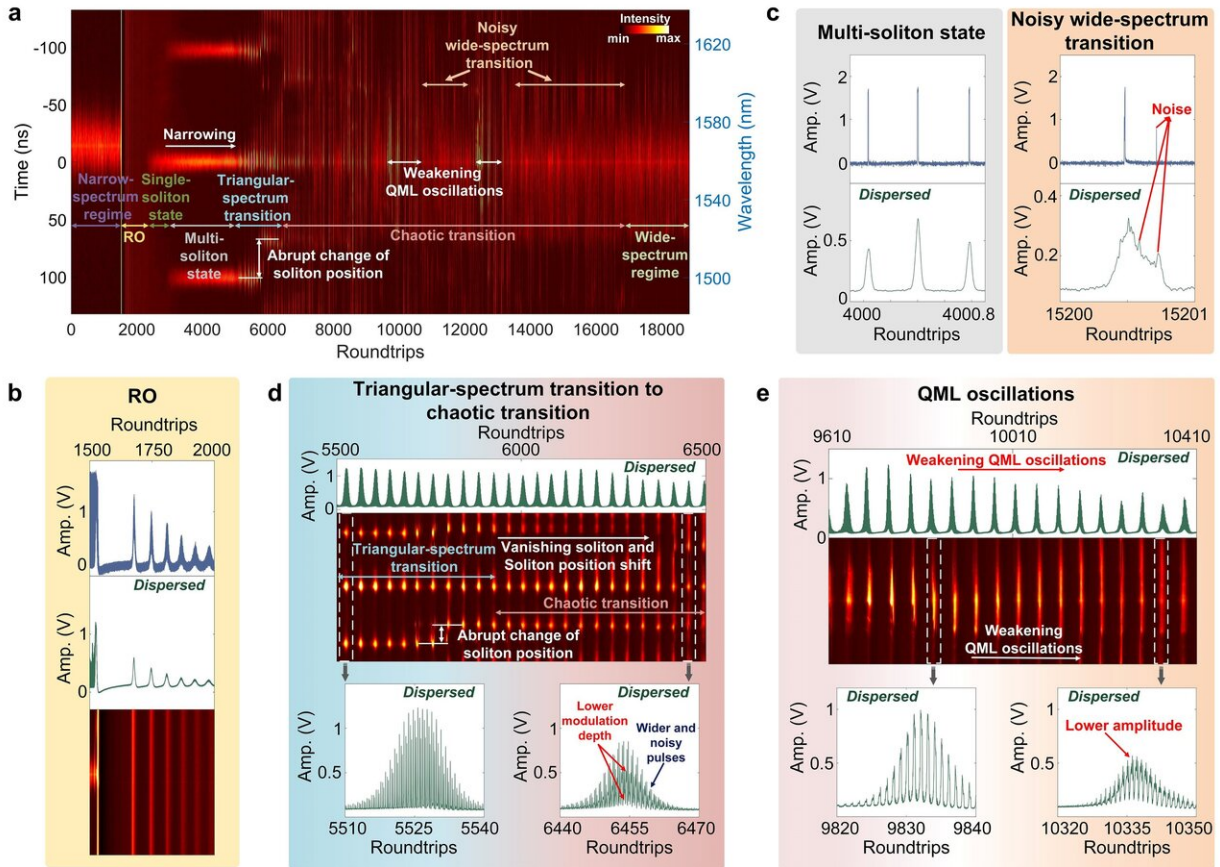 a
Intensity
min max
Noisy
wide-spectrum
transition
Narrowing
Weakening
QML oscillations
Narrow-
spectrum
regime
Single-
soliton
state
Triangular-
spectrum
transition
RO
Multi-
soliton
state
Abrupt change of
soliton position
Chaotic transition
Wide-
spectrum
regime
Time (ns)
-100
-50
0
50
100
Wavelength (nm)
1620
1580
1560
1540
1500
0 2000 4000 6000 8000 10000 12000 14000 16000 18000
Roundtrips
c
Multi-soliton state
Noisy wide-spectrum
transition
Amp. (V)
2
1
0
Dispersed
Amp. (V)
0.5
0
4000 4000.8
Roundtrips
Amp. (V)
2
1
0
Noise
Dispersed
Amp. (V)
0.4
0.2
15200 15201
Roundtrips
b
RO
Roundtrips
1500 1750 2000
Amp. (V)
1
0
Dispersed
Amp. (V)
1
0
d
Triangular-spectrum transition to
chaotic transition
Roundtrips
5500 6000 6500
Dispersed
Amp. (V)
1
0
Triangular-spectrum
transition
Vanishing soliton and
Soliton position shift
Chaotic transition
Abrupt change of
soliton position
Dispersed
Amp. (V)
1
0.5
5510 5525 5540
Roundtrips
Dispersed
Lower
modulation
depth
Wider and
noisy
pulses
Amp. (V)
1
0.5
6440 6455 6470
Roundtrips
e
QML oscillations
Roundtrips
9610 10010 10410
Weakening QML oscillations
Dispersed
Amp. (V)
1
0
Weakening
QML oscillations
Dispersed
Amp. (V)
1
0.5
9820 9830 9840
Roundtrips
Dispersed
Lower amplitude
Amp. (V)
1
0.5
10320 10335 10350
Roundtrips